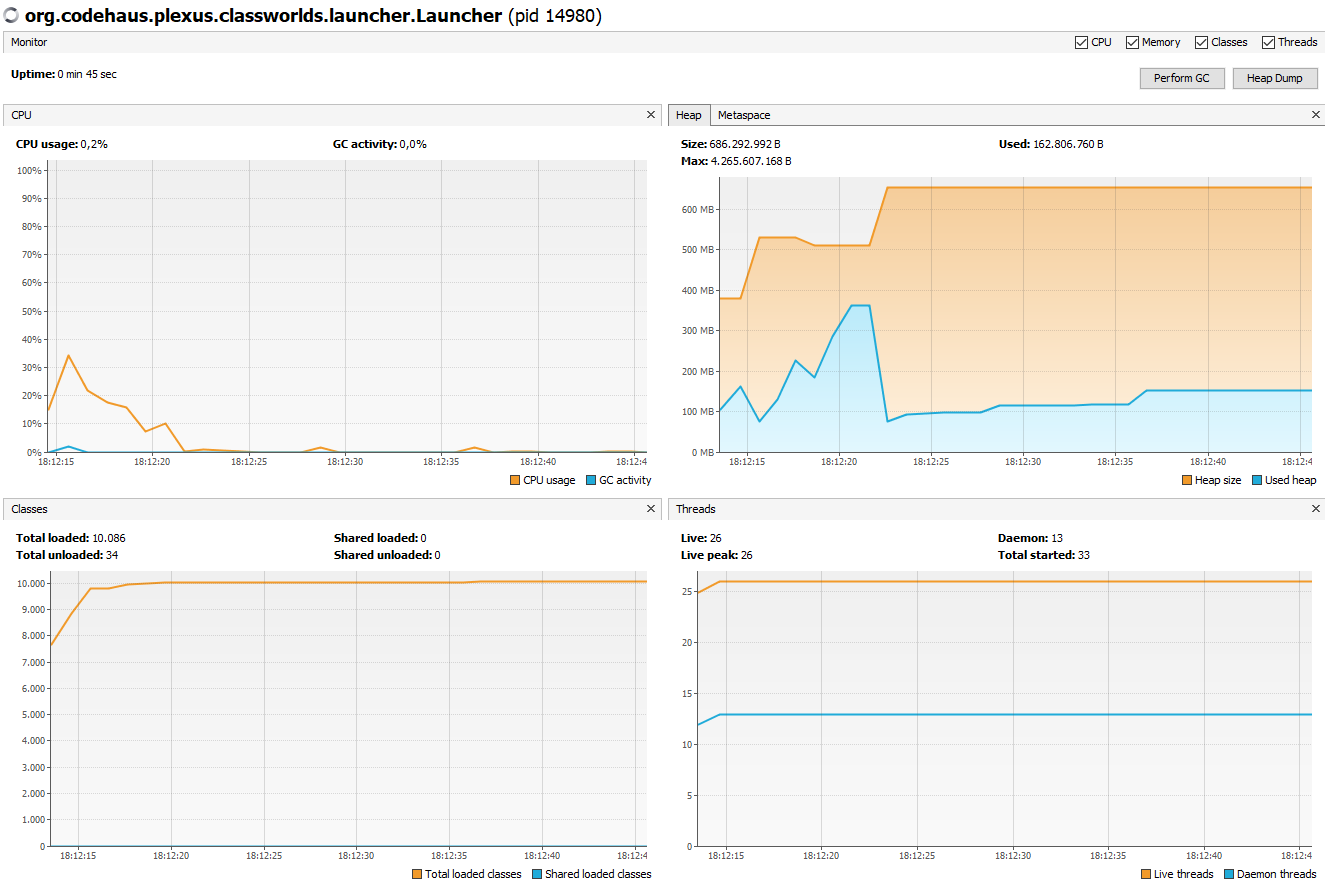 org.codehaus.plexus.classworlds.launcher.Launcher (pid 14980)
Monitor
CPU Memory Classes Threads
Uptime: 0 min 45 sec
Perform GC Heap Dump
CPU
CPU usage: 0,2% GC activity: 0,0%
100%
90%
80%
70%
60%
50%
40%
30%
20%
10%
0%
18:12:15 18:12:20 18:12:25 18:12:30 18:12:35 18:12:40 18:12:4
CPU usage GC activity
Heap Metaspace
Size: 686.292.992 B Used: 162.806.760 B
Max: 4.265.607.168 B
600 MB
500 MB
400 MB
300 MB
200 MB
100 MB
0 MB
18:12:15 18:12:20 18:12:25 18:12:30 18:12:35 18:12:40 18:12:4
Heap size Used heap
Classes
Total loaded: 10.086 Shared loaded: 0
Total unloaded: 34 Shared unloaded: 0
10.000
9.000
8.000
7.000
6.000
5.000
4.000
3.000
2.000
1.000
0
18:12:15 18:12:20 18:12:25 18:12:30 18:12:35 18:12:40 18:12:4
Total loaded classes Shared loaded classes
Threads
Live: 26 Daemon: 13
Live peak: 26 Total started: 33
25
20
15
10
5
0
18:12:15 18:12:20 18:12:25 18:12:30 18:12:35 18:12:40 18:12:4
Live threads Daemon threads